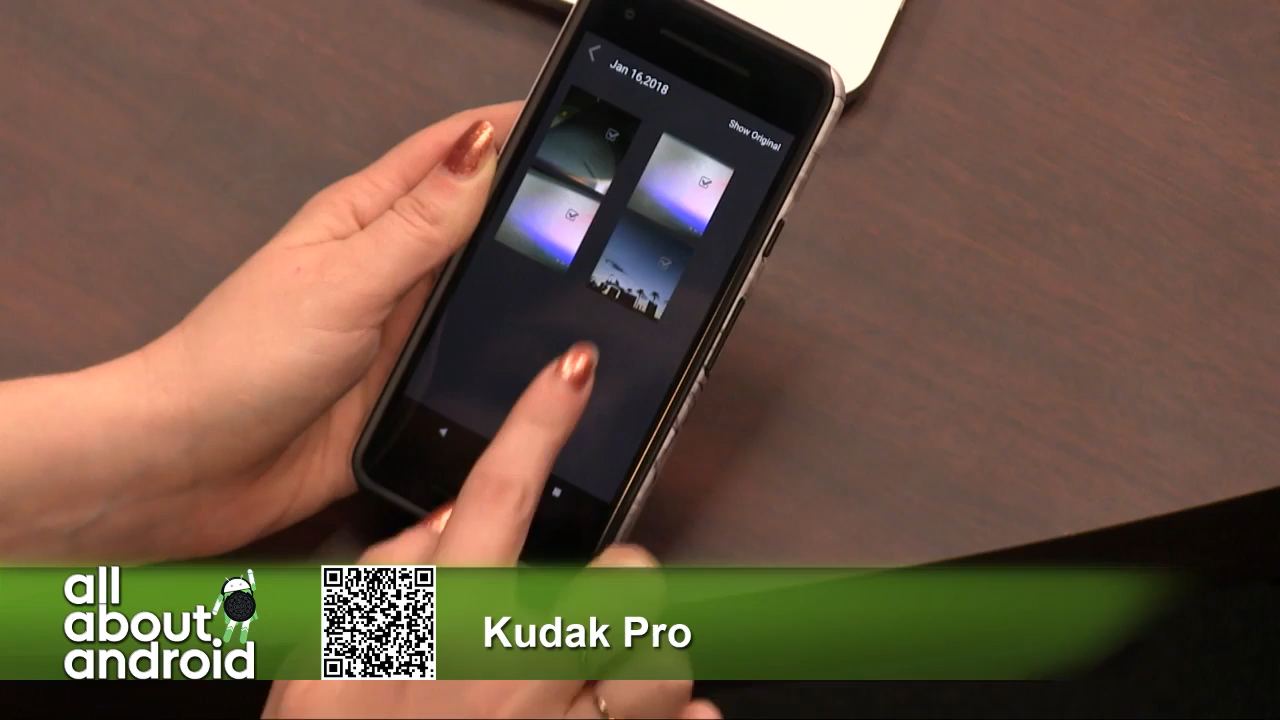 Jan 16,2018
Show Original
all
about
android
Kudak Pro